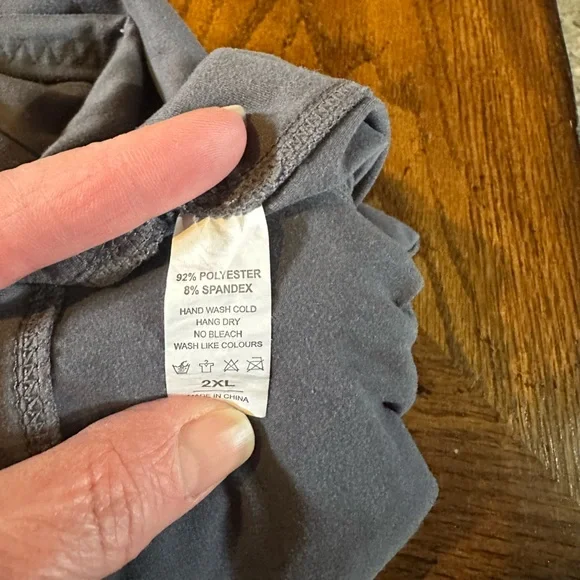 92% POLYESTER
8% SPANDEX
HAND WASH COLD
HANG DRY
NO BLEACH
WASH LIKE COLOURS
2XL
MADE IN CHINA